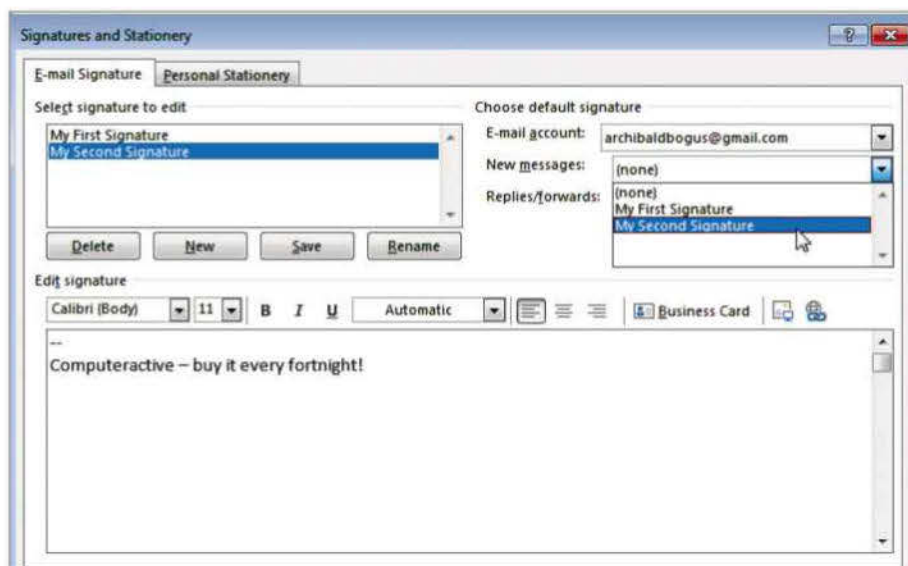 Signatures and Stationery
E-mail Signature
Personal Stationery
Select signature to edit
My First Signature
My Second Signature
Delete
New
Save
Rename
Choose default signature
E-mail account:
archibaldbogus@gmail.com
New messages:
(none)
Replies/forwards:
(none)
My First Signature
My Second Signature
Edit signature
Calibri (Body)
11
B
I
U
Automatic
Business Card
--
Computeractive – buy it every fortnight!